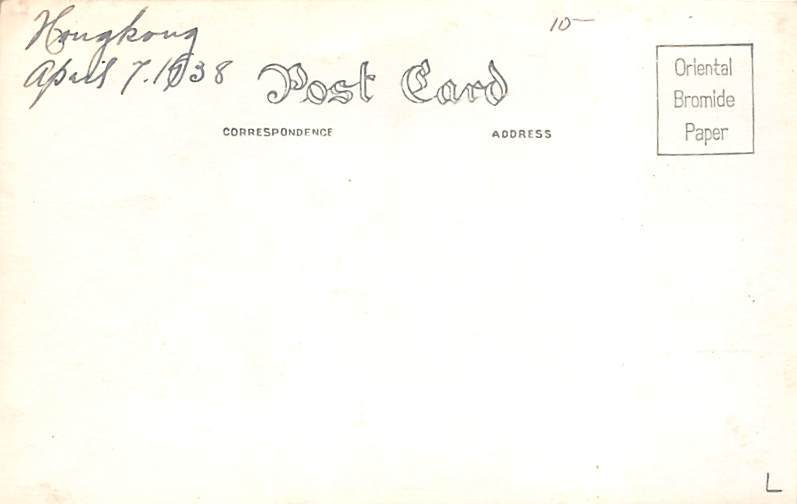 Hongkong
April 7. 1938
10-
Post Card
CORRESPONDENCE
ADDRESS
Oriental
Bromide
Paper
L